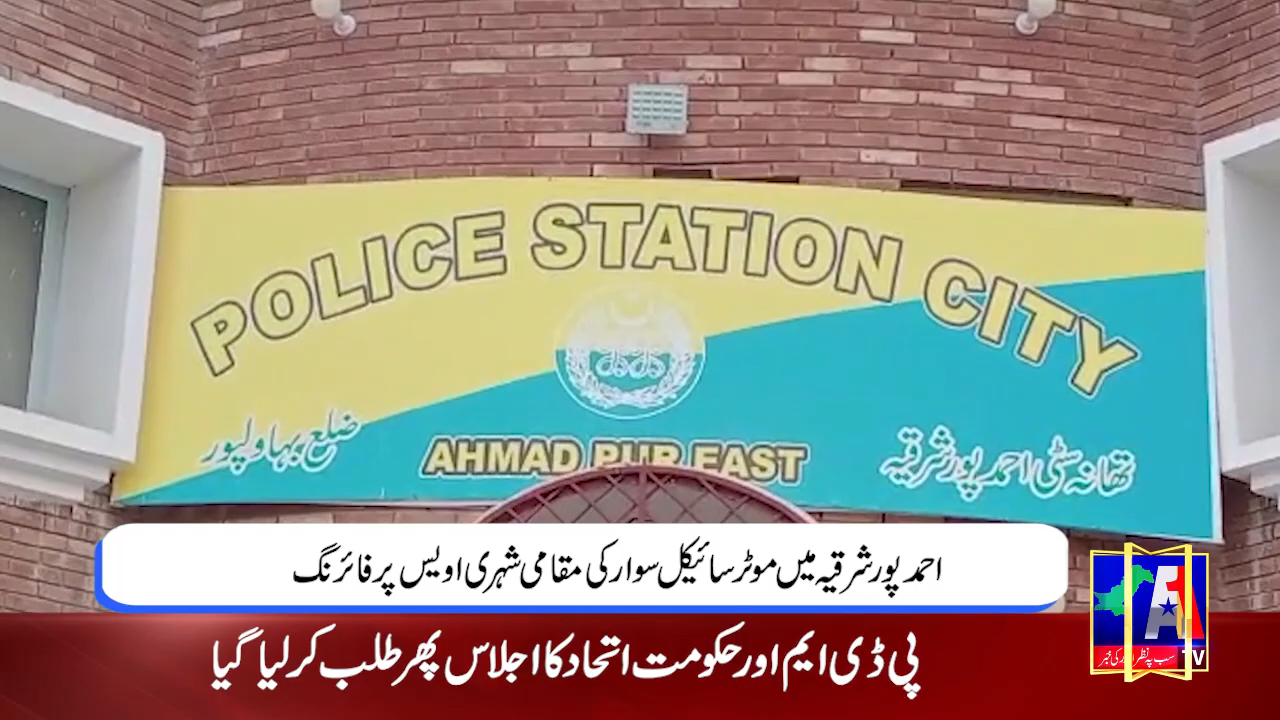 POLICE STATION CITY
ضلع بہاولپور
AHMAD PUR EAST
تھانہ سٹی احمد پور شرقیہ
احمد پور شرقیہ میں موٹر سائیکل سوار کی مقامی شہری اویس پر فائرنگ
پی ڈی ایم اور حکومت اتحاد کا اجلاس پھر طلب کر لیا گیا
A1
TV